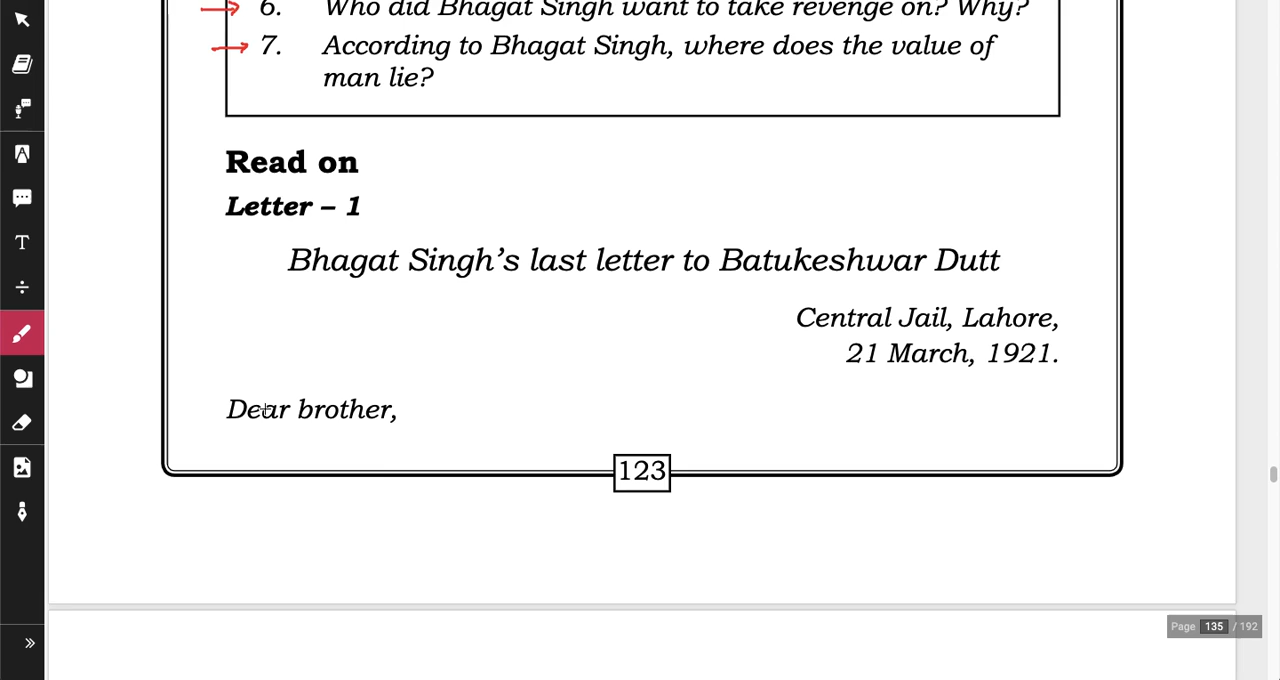 6. Who did Bhagat Singh want to take revenge on? Why?
7. According to Bhagat Singh, where does the value of
man lie?
Read on
Letter – 1
Bhagat Singh's last letter to Batukeshwar Dutt
Central Jail, Lahore,
21 March, 1921.
Dear brother,
123
Page 135 / 192